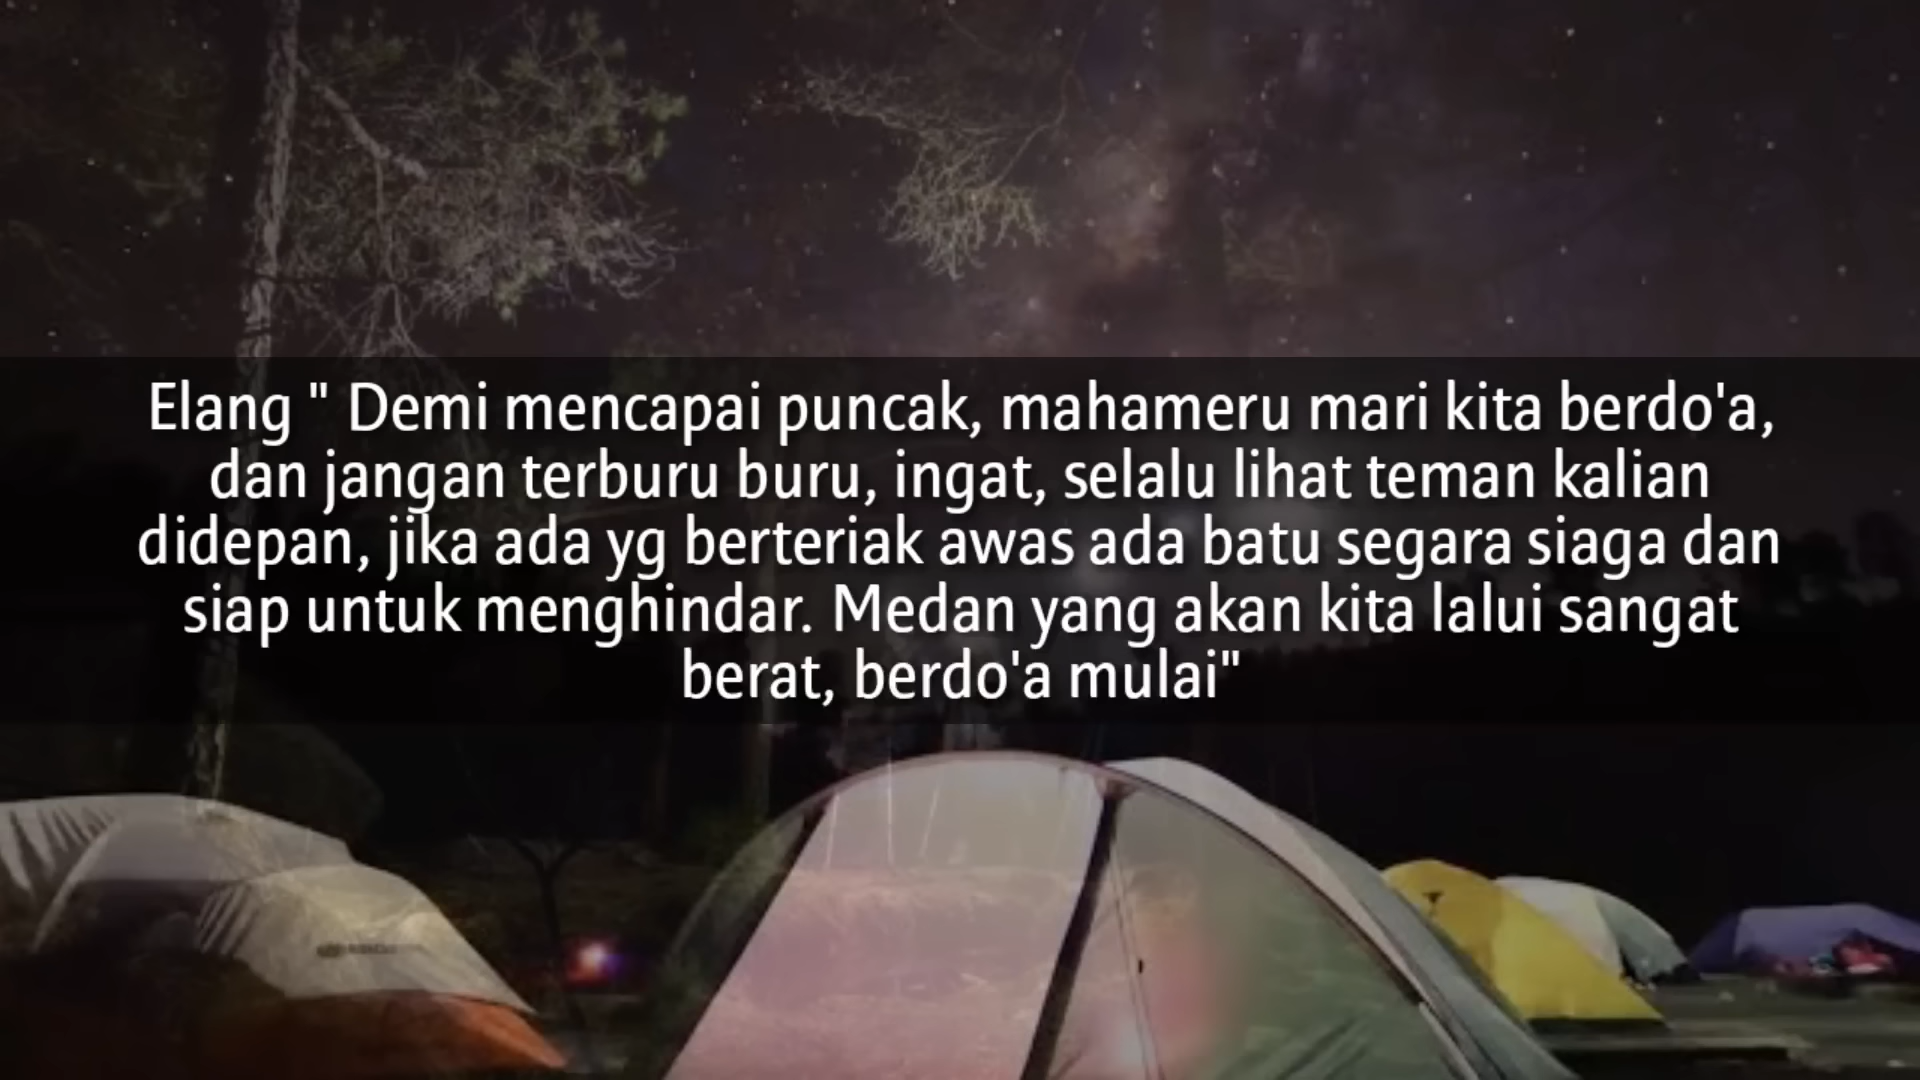 Elang " Demi mencapai puncak, mahameru mari kita berdo'a,
dan jangan terburu buru, ingat, selalu lihat teman kalian
didepan, jika ada yg berteriak awas ada batu segara siaga dan
siap untuk menghindar. Medan yang akan kita lalui sangat
berat, berdo'a mulai"